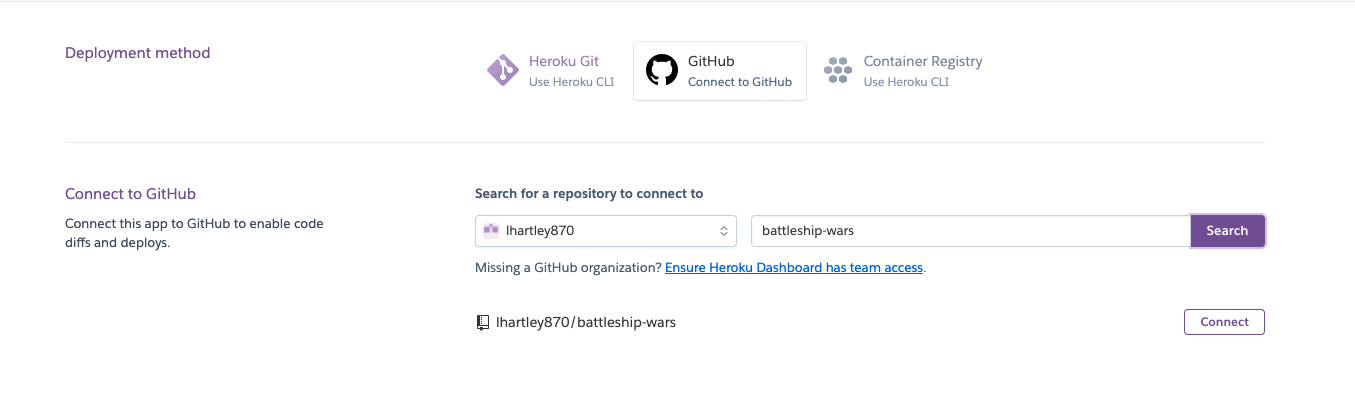 Deployment method
Heroku Git
Use Heroku CLI
GitHub
Connect to GitHub
Container Registry
Use Heroku CLI
Connect to GitHub
Connect this app to GitHub to enable code
diffs and deploys.
Search for a repository to connect to
lhartley870
battleship-wars
Search
Missing a GitHub organization? Ensure Heroku Dashboard has team access.
lhartley870/battleship-wars
Connect